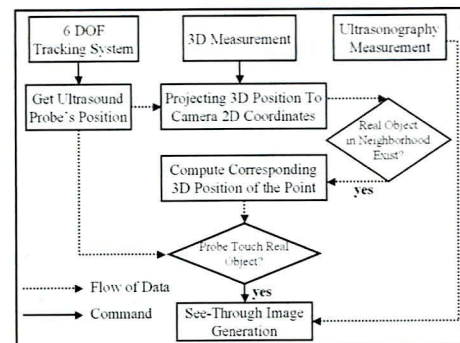 6 DOF
Tracking System
3D Measurement
Ultrasonography
Measurement
Get Ultrasound
Probe's Position
Projecting 3D Position To
Camera 2D Coordinates
Real Object
in Neighborhood
Exist?
yes
Compute Corresponding
3D Position of the Point
Probe Touch Real
Object?
yes
Flow of Data
Command
See-Through Image
Generation